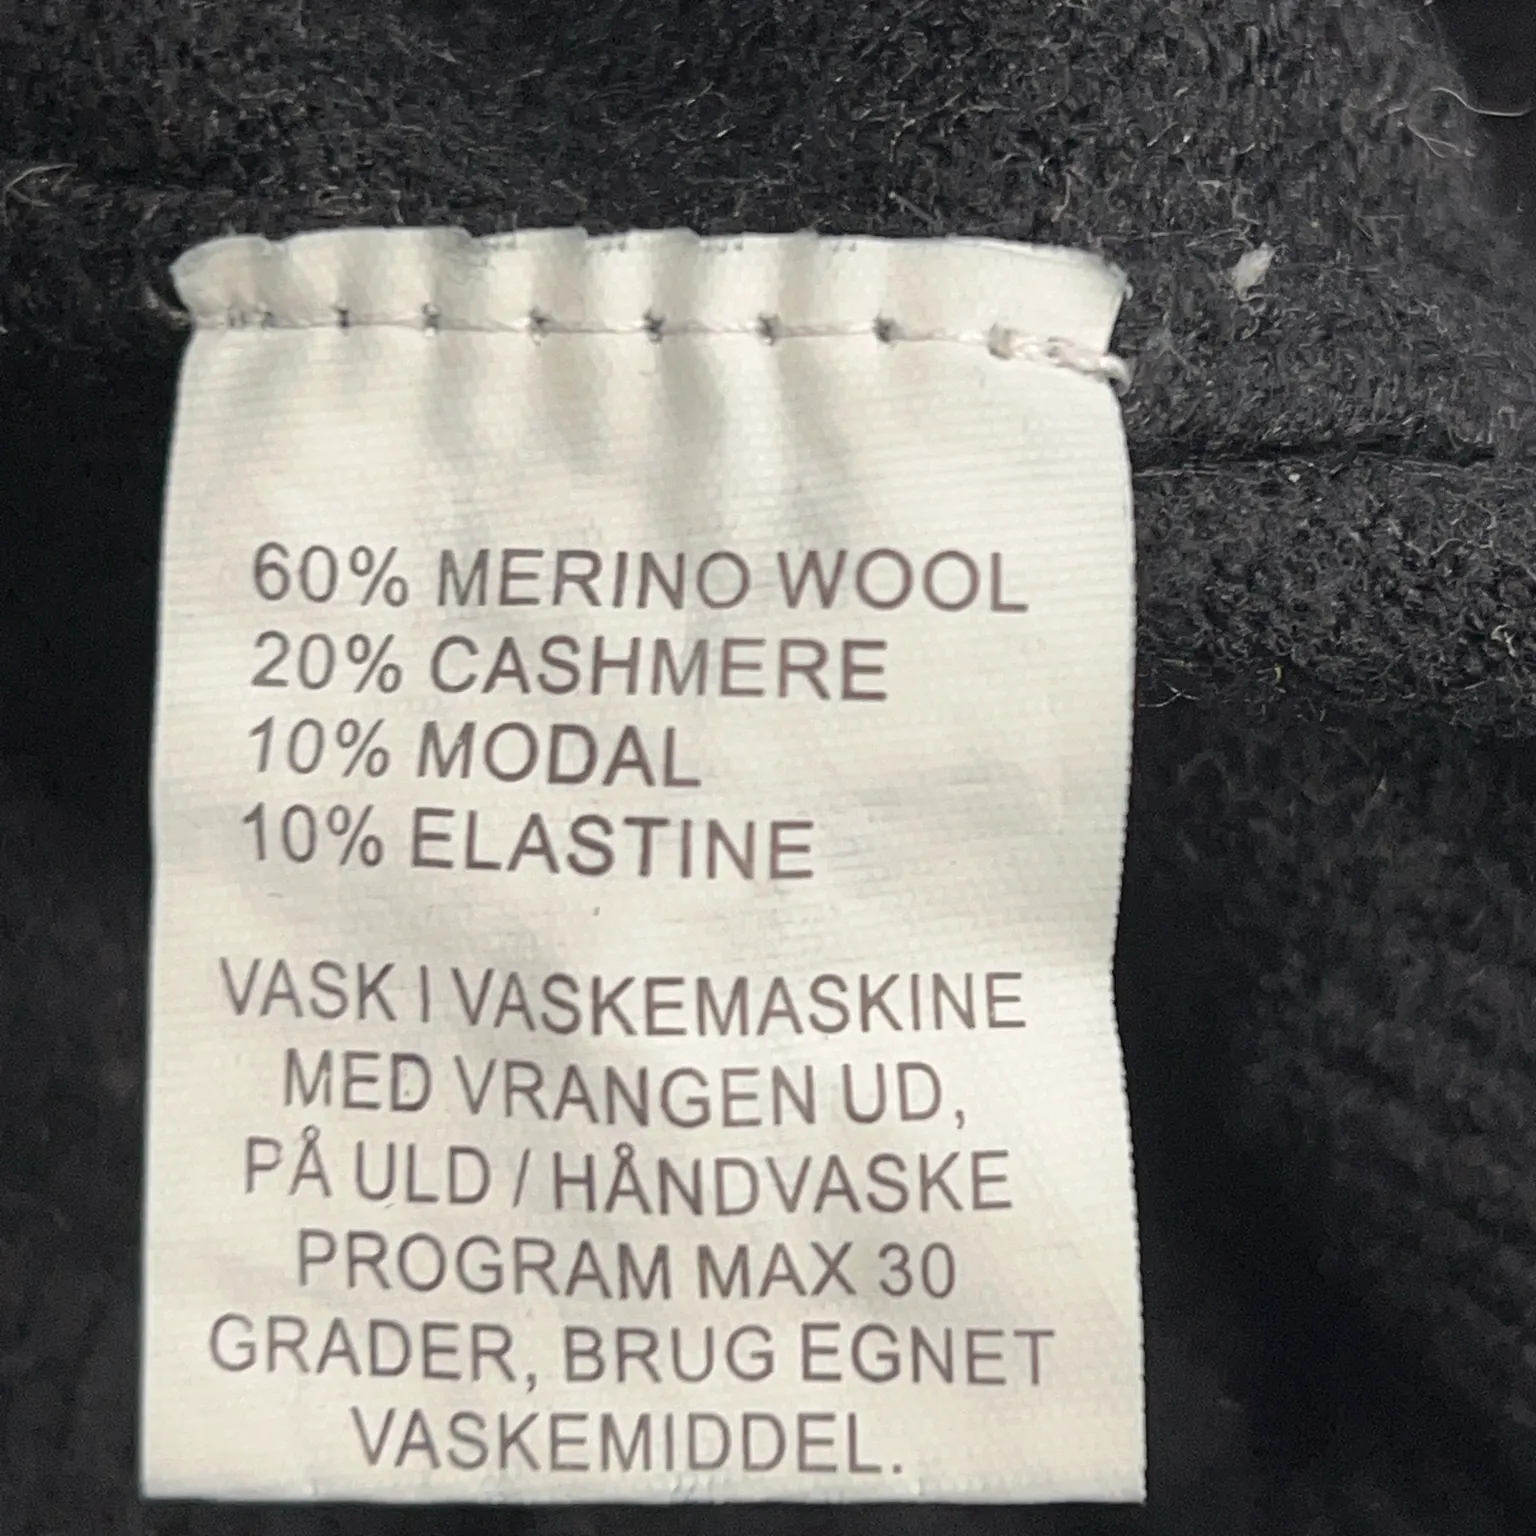 60% MERINO WOOL
20% CASHMERE
10% MODAL
10% ELASTINE
VASK I VASKEMASKINE
MED VRANGEN UD,
PÅ ULD / HÅNDVASKE
PROGRAM MAX 30
GRADER, BRUG EGNET
VASKEMIDDEL.